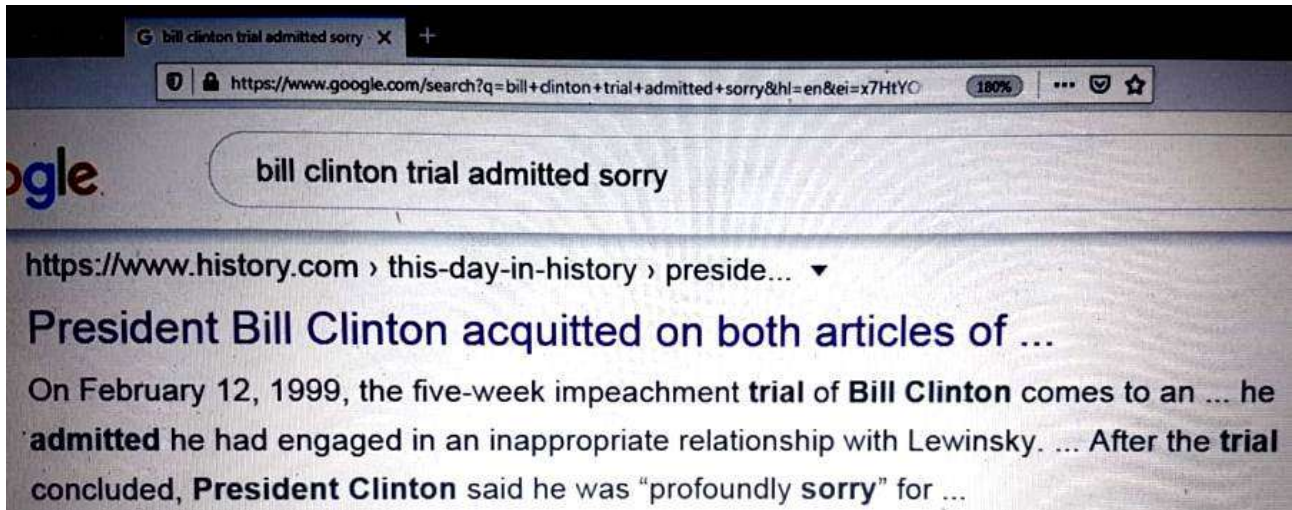 G bill clinton trial admitted sorry - X +
https://www.google.com/search?q=bill+clinton+trial+admitted+sorry&hl=en&ei=x7HtYO 180% ...
ogle
bill clinton trial admitted sorry
https://www.history.com › this-day-in-history › preside... ▼
President Bill Clinton acquitted on both articles of ...
On February 12, 1999, the five-week impeachment trial of Bill Clinton comes to an ... he
admitted he had engaged in an inappropriate relationship with Lewinsky. ... After the trial
concluded, President Clinton said he was “profoundly sorry” for ...